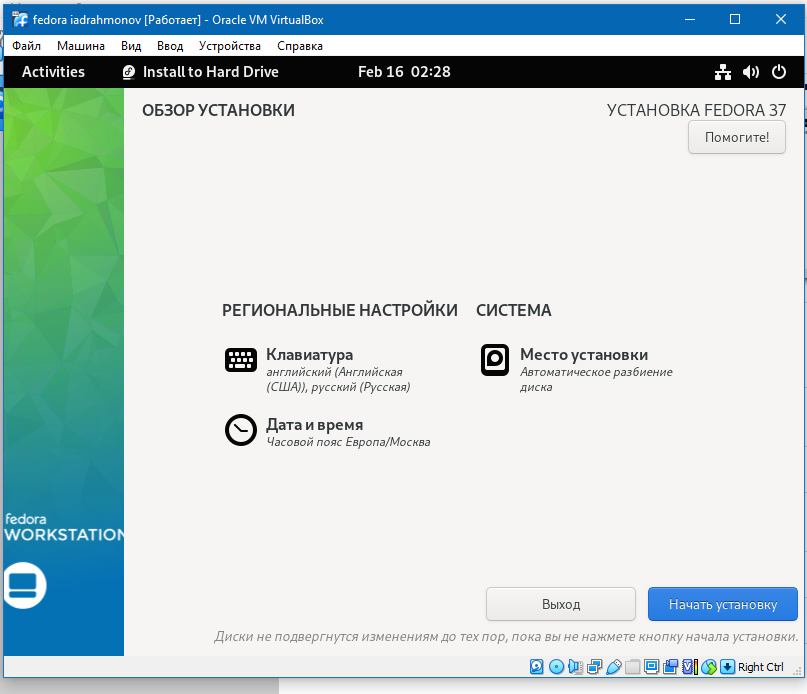 fedora iadrahmonov [Работает] - Oracle VM VirtualBox
Файл Машина Вид Ввод Устройства Справка
Activities Install to Hard Drive Feb 16 02:28
ОБЗОР УСТАНОВКИ
УСТАНОВКА FEDORA 37
Помогите!
РЕГИОНАЛЬНЫЕ НАСТРОЙКИ
Клавиатура
английский (Английская
(США)), русский (Русская)
Дата и время
Часовой пояс Европа/Москва
СИСТЕМА
Место установки
Автоматическое разбиение
диска
fedora
WORKSTATION
Выход
Начать установку
Диски не подвергнутся изменениям до тех пор, пока вы не нажмете кнопку начала установки.
Right Ctrl